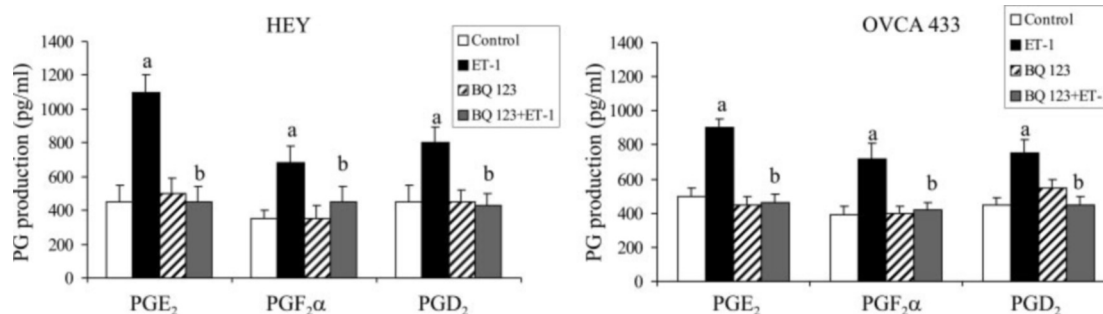 HEY
Control
ET-1
BQ 123
BQ 123+ET-1
PG production (pg/ml)
1400
1200
1000
800
600
400
200
0
a
b
a
b
a
b
PGE₂
PGF₂α
PGD₂
OVCA 433
Control
ET-1
BQ 123
BQ 123+ET-
PG production (pg/ml)
1400
1200
1000
800
600
400
200
0
a
b
a
b
a
b
PGE₂
PGF₂α
PGD₂